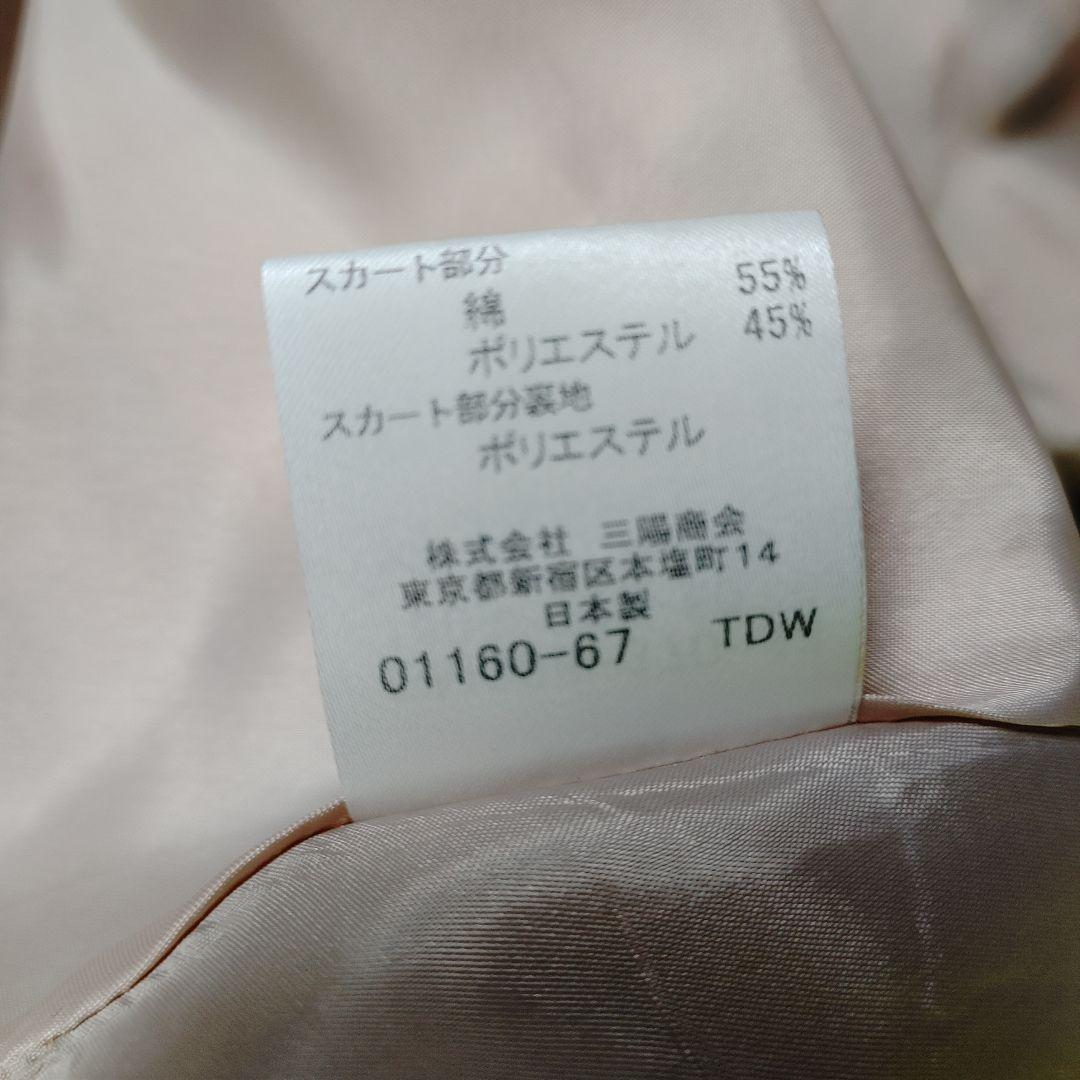 スカート部分
綿 55%
ポリエステル 45%
スカート部分裏地
ポリエステル
株式会社 三陽商会
東京都新宿区本塩町14
日本製
01160-67 TDW